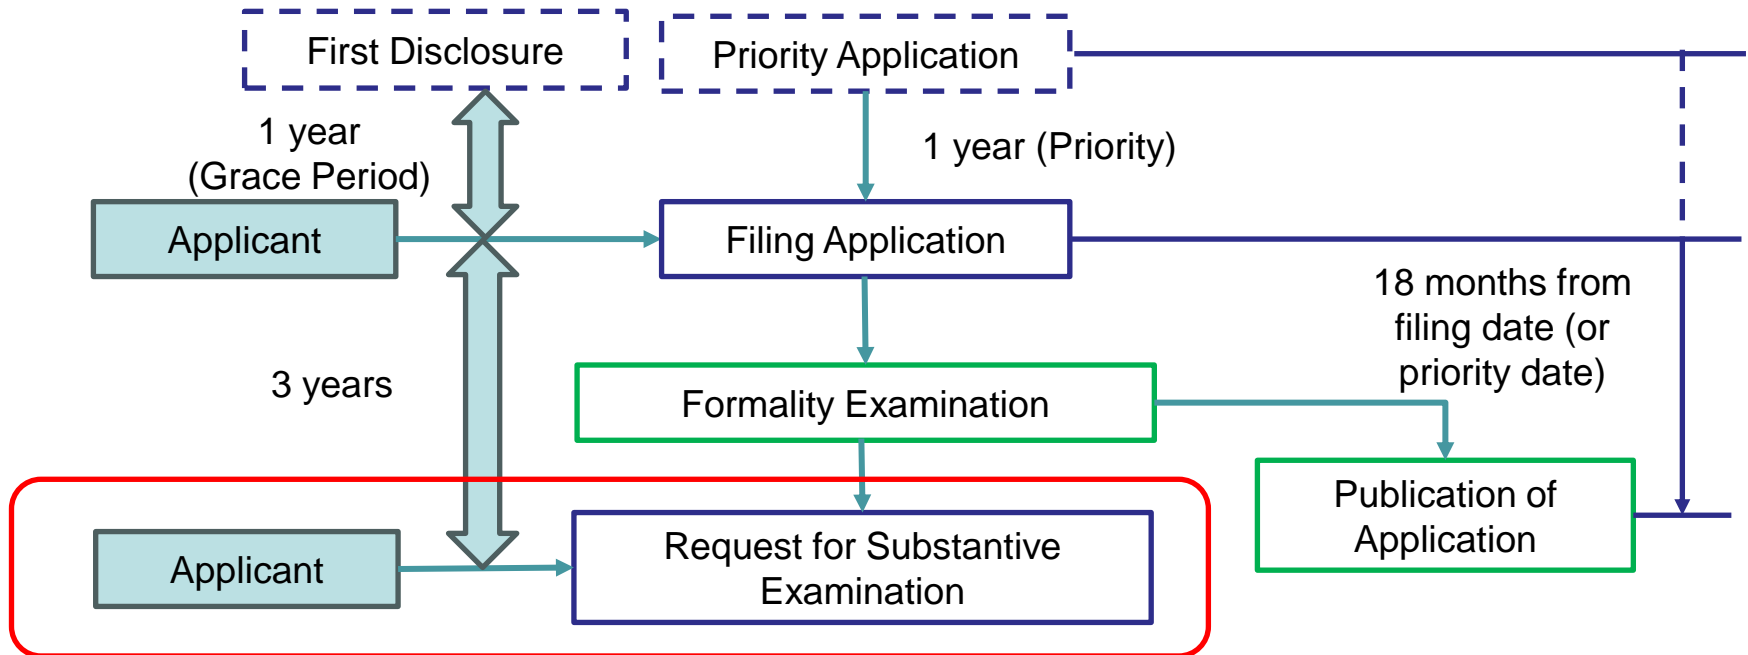 First Disclosure
Priority Application
1 year
(Grace Period)
1 year (Priority)
Applicant
Filing Application
18 months from
filing date (or
priority date)
3 years
Formality Examination
Publication of
Application
Applicant
Request for Substantive
Examination